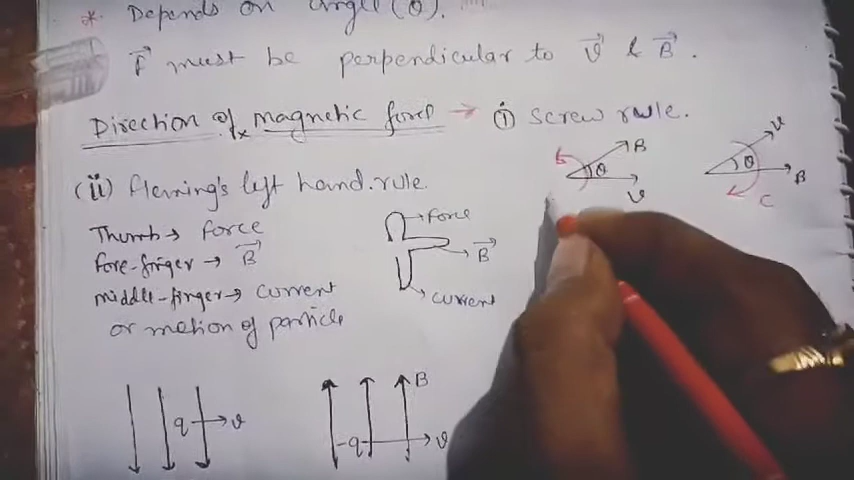 * Depends on angle (θ).
F must be perpendicular to v & B.
Direction of magnetic force → (i) screw rule.
B
θ
v
v
θ
B
C
(ii) Fleming's left hand rule.
Thumb → force
fore-finger → B
middle-finger → current
or motion of particle
force
B
current
q
v
B
-q
v